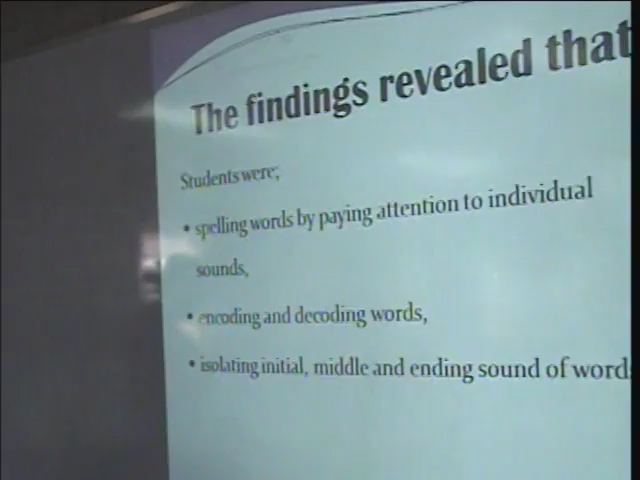 The findings revealed that
Students were;
• spelling words by paying attention to individual
sounds,
• encoding and decoding words,
• isolating initial, middle and ending sound of word